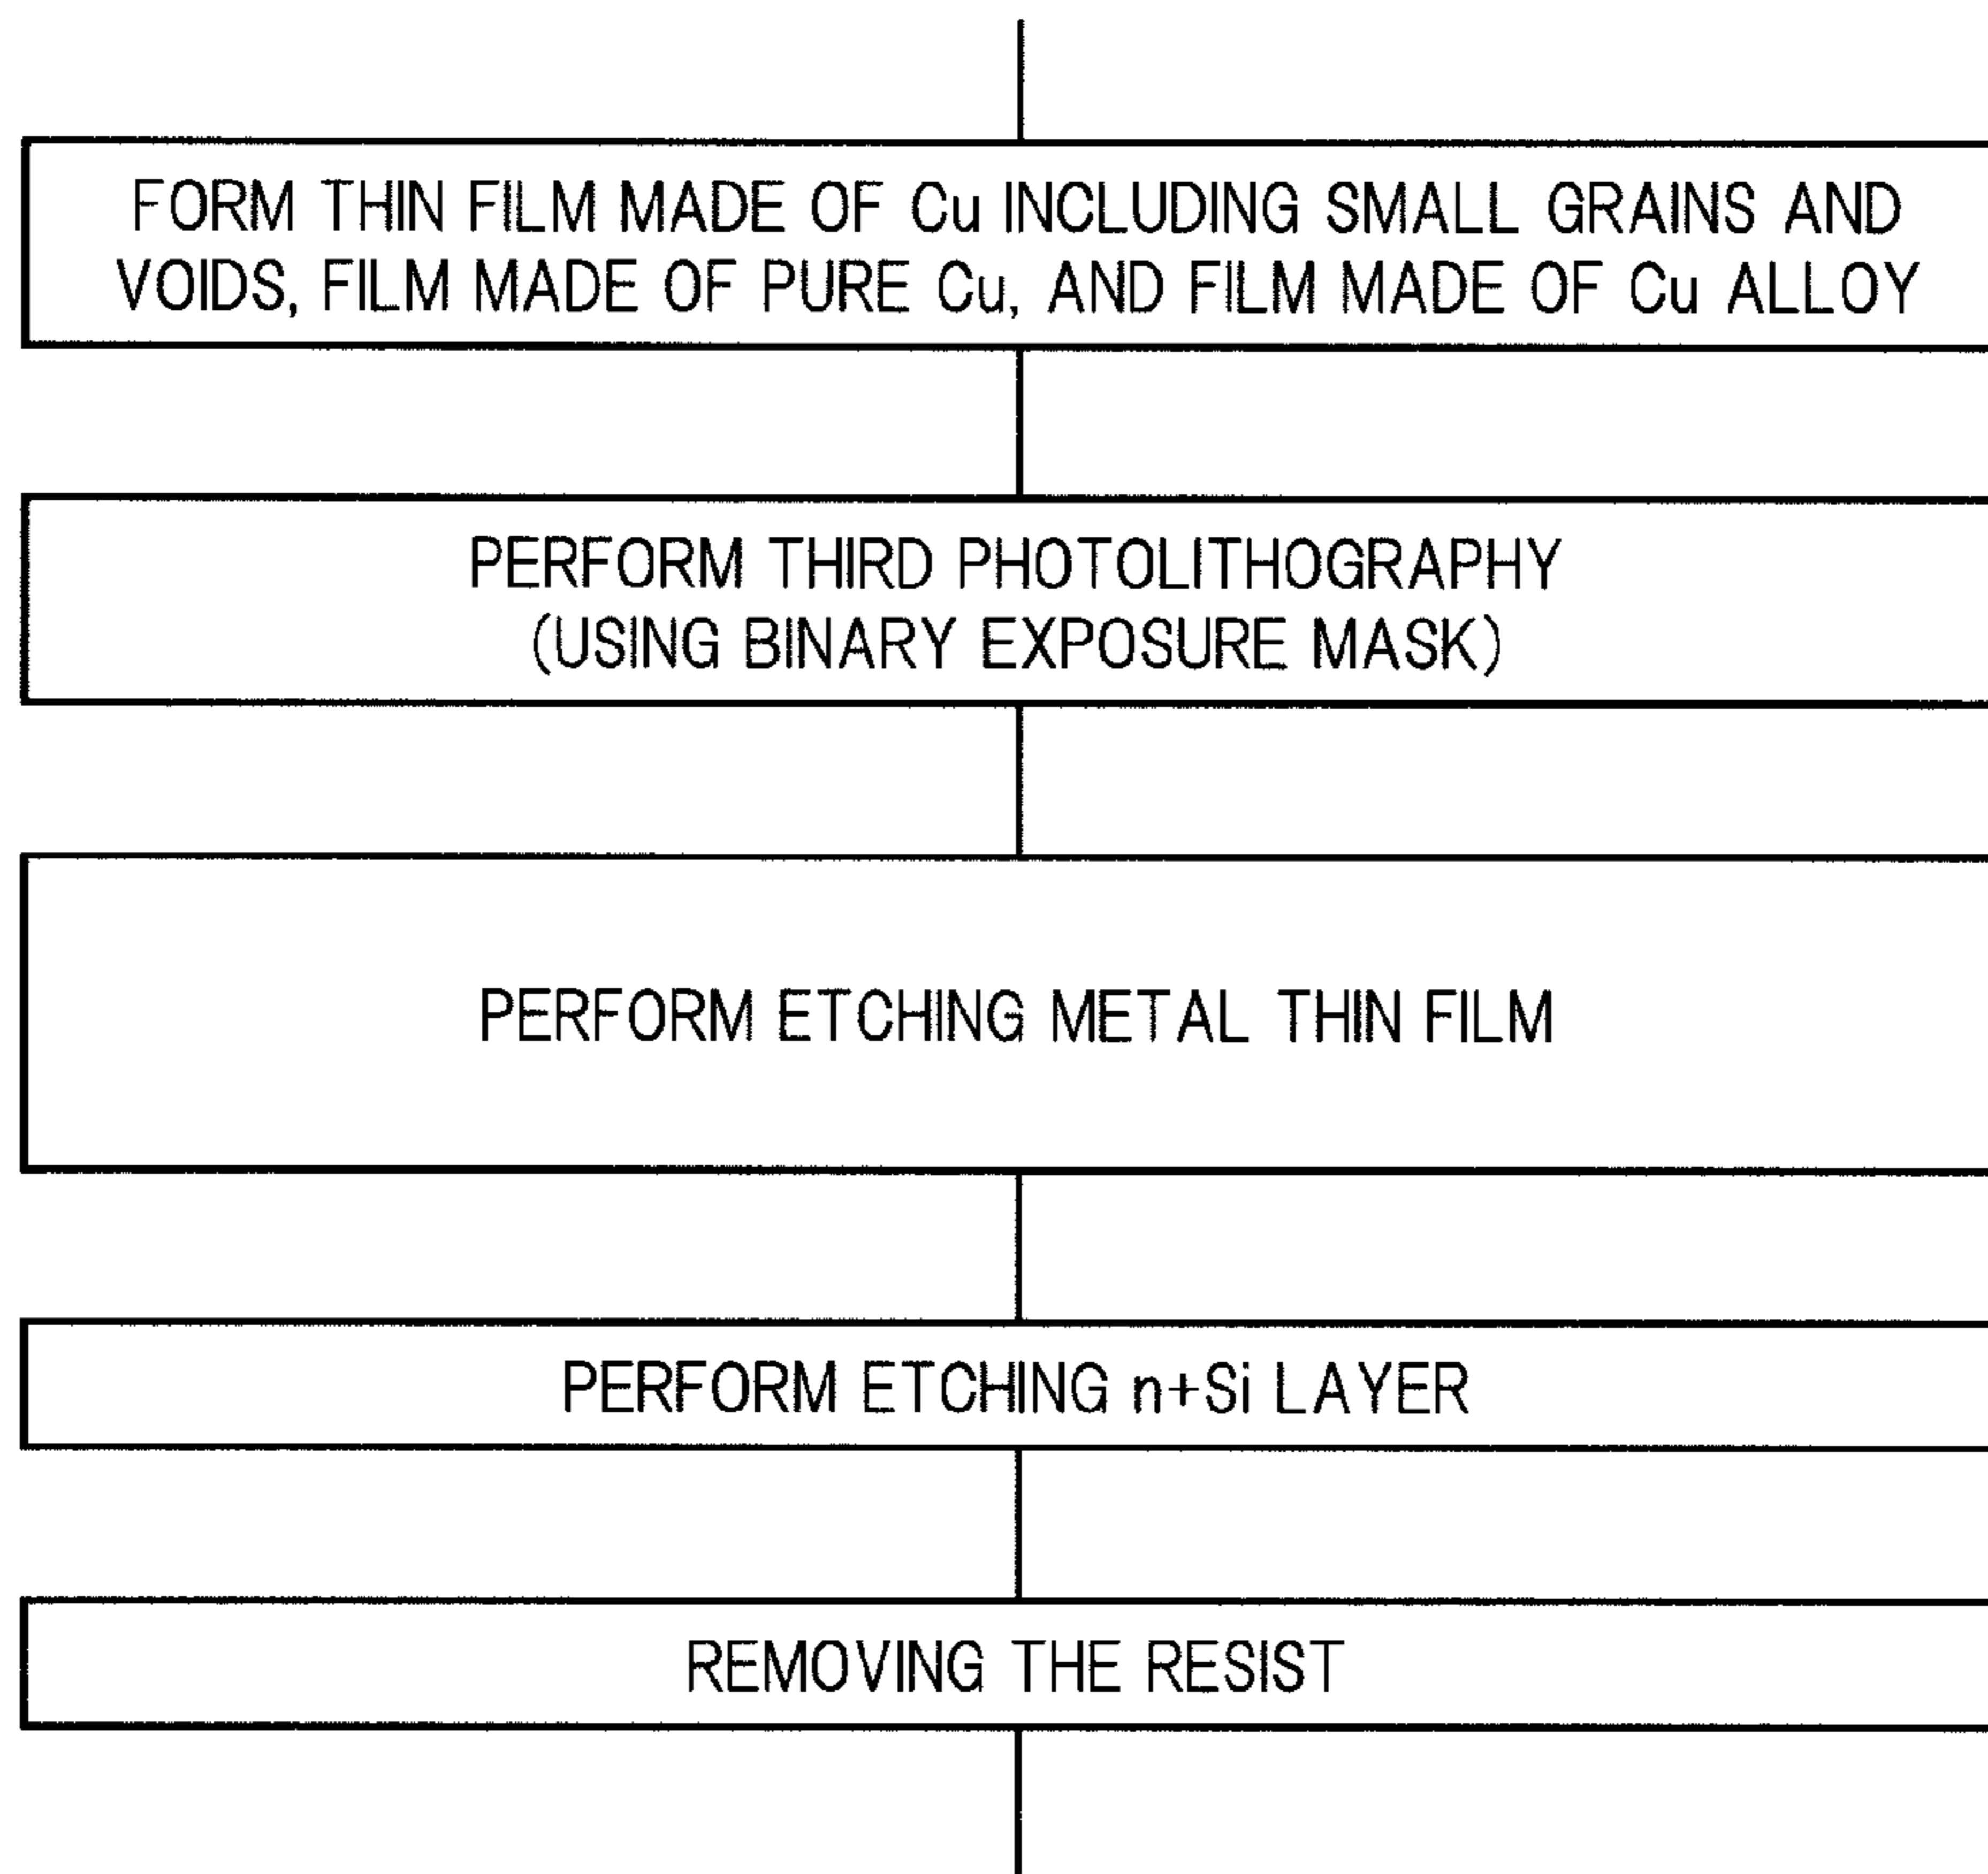 FORM THIN FILM MADE OF Cu INCLUDING SMALL GRAINS AND
VOIDS, FILM MADE OF PURE Cu, AND FILM MADE OF Cu ALLOY
PERFORM THIRD PHOTOLITHOGRAPHY
(USING BINARY EXPOSURE MASK)
PERFORM ETCHING METAL THIN FILM
PERFORM ETCHING n+Si LAYER
REMOVING THE RESIST